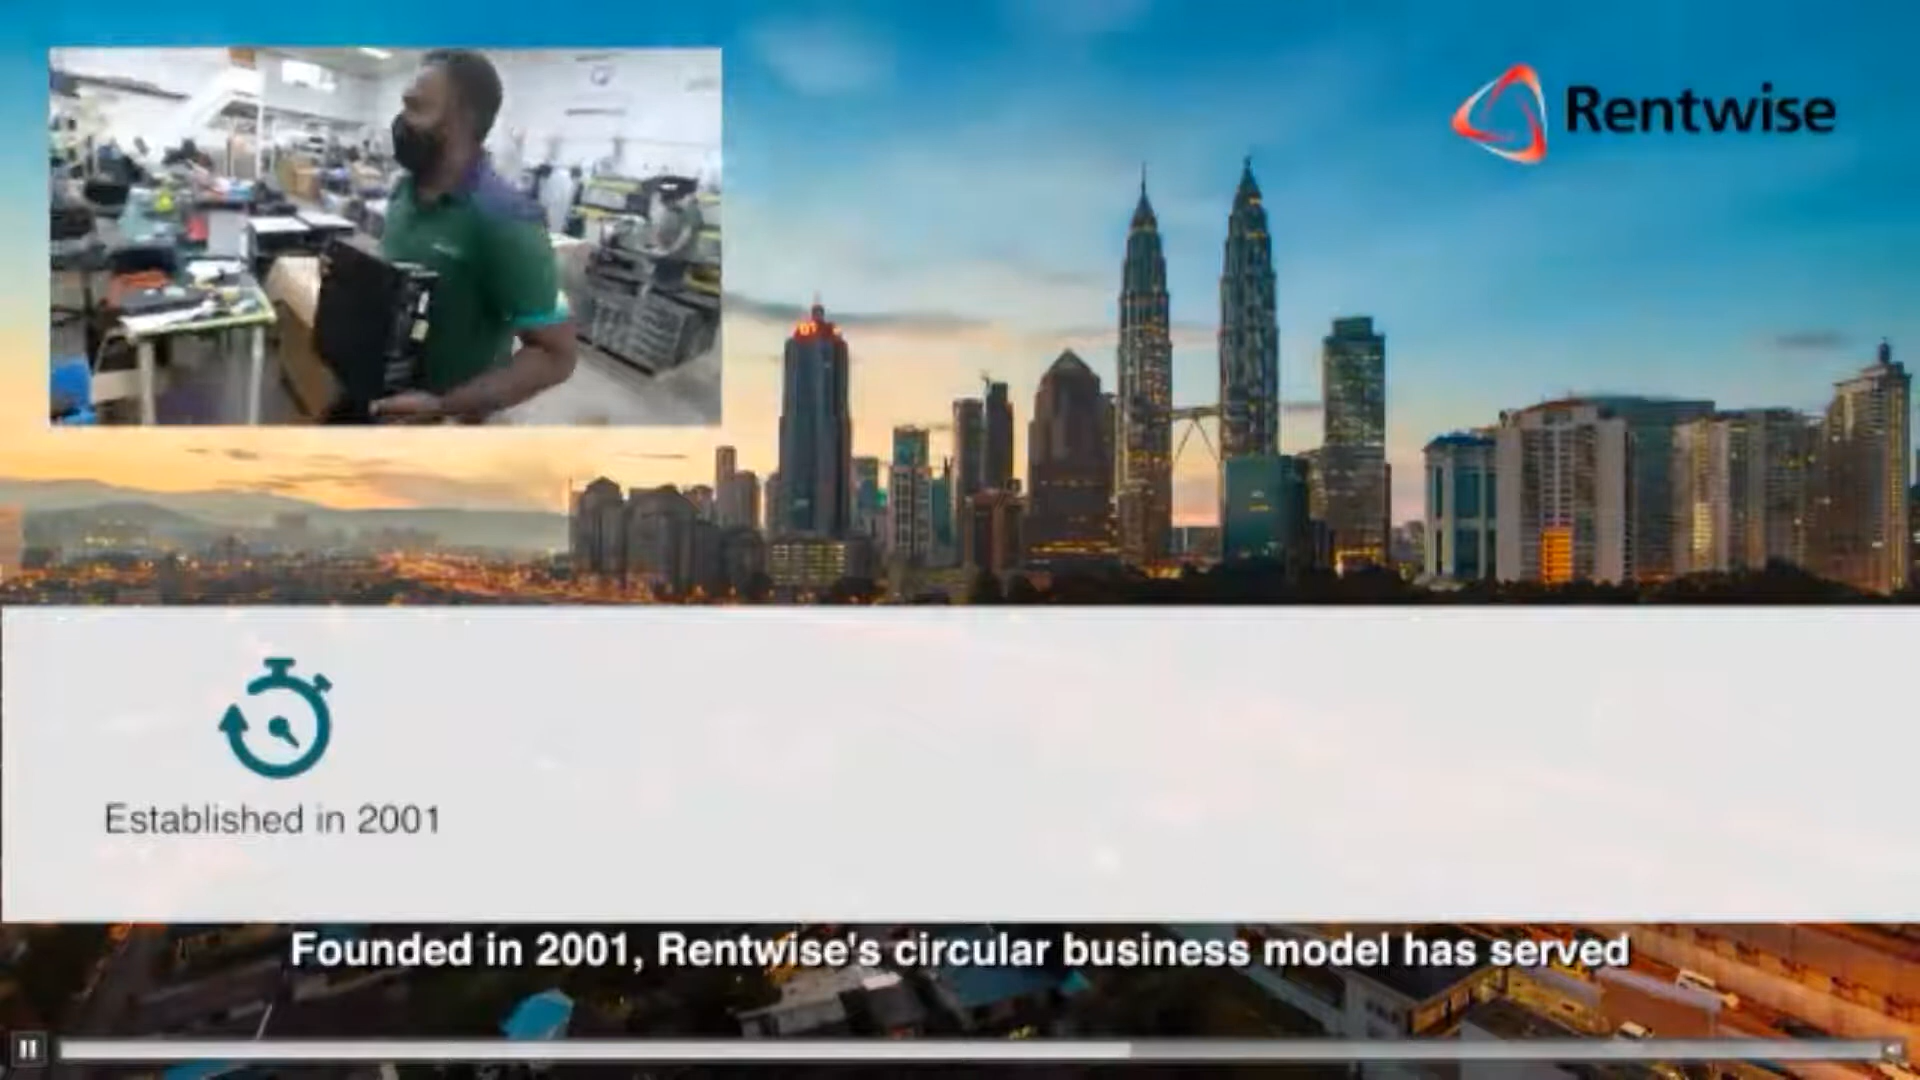 Rentwise
Established in 2001
Founded in 2001, Rentwise's circular business model has served